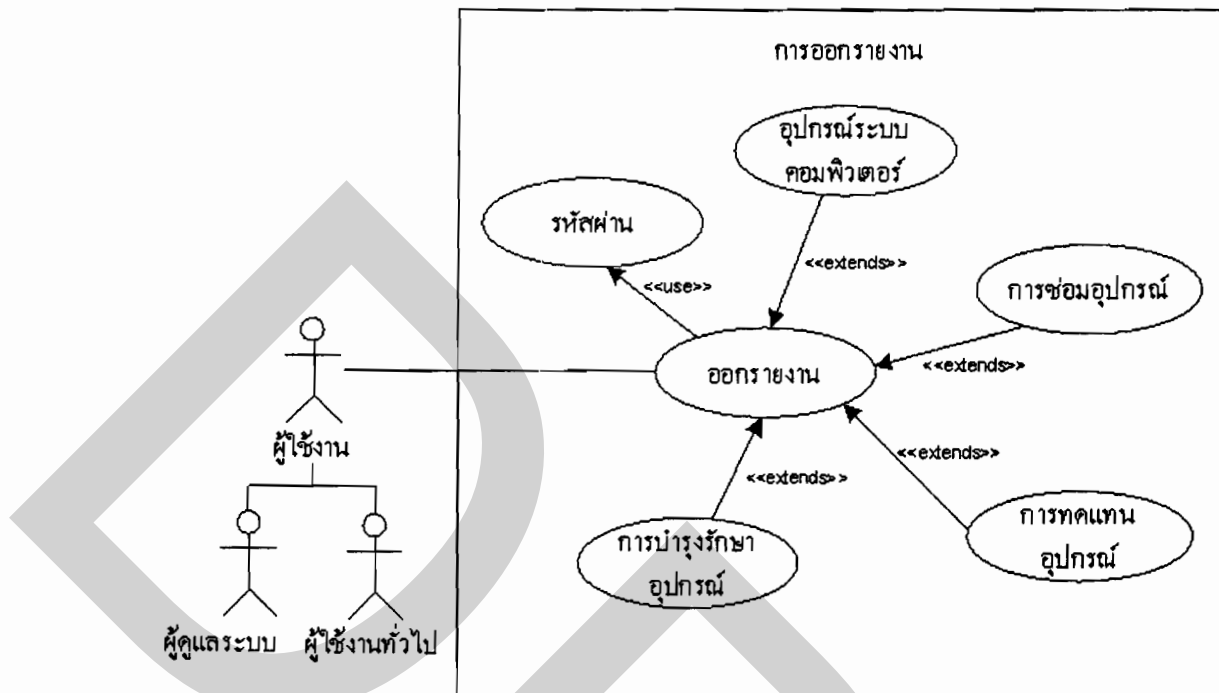 การออกรายงาน
อุปกรณ์ระบบ
คอมพิวเตอร์
รหัสผ่าน
<<extends>>
<<use>>
การซ่อมอุปกรณ์
ออกรายงาน
<<extends>>
ผู้ใช้งาน
<<extends>>
<<extends>>
การบำรุงรักษา
อุปกรณ์
การทดแทน
อุปกรณ์
ผู้ดูแลระบบ
ผู้ใช้งานทั่วไป